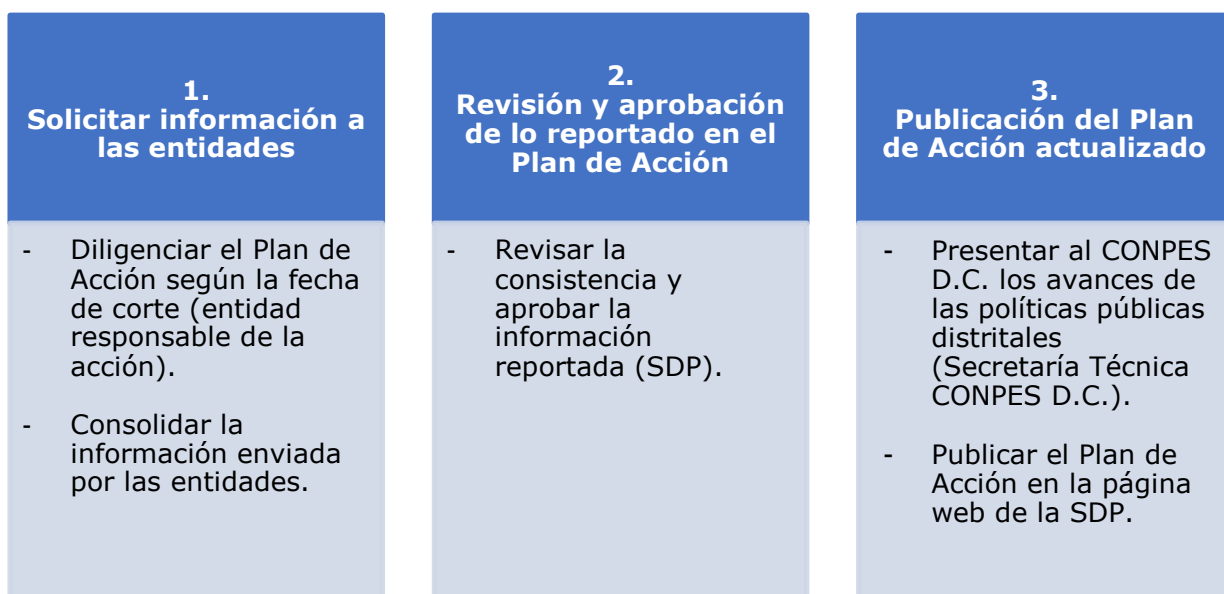 1.
Solicitar información a
las entidades
- Diligenciar el Plan de
Acción según la fecha
de corte (entidad
responsable de la
acción).
- Consolidar la
información enviada
por las entidades.
2.
Revisión y aprobación
de lo reportado en el
Plan de Acción
- Revisar la
consistencia y
aprobar la
información
reportada (SDP).
3.
Publicación del Plan
de Acción actualizado
- Presentar al CONPES
D.C. los avances de
las políticas públicas
distritales
(Secretaría Técnica
CONPES D.C.).
- Publicar el Plan de
Acción en la página
web de la SDP.